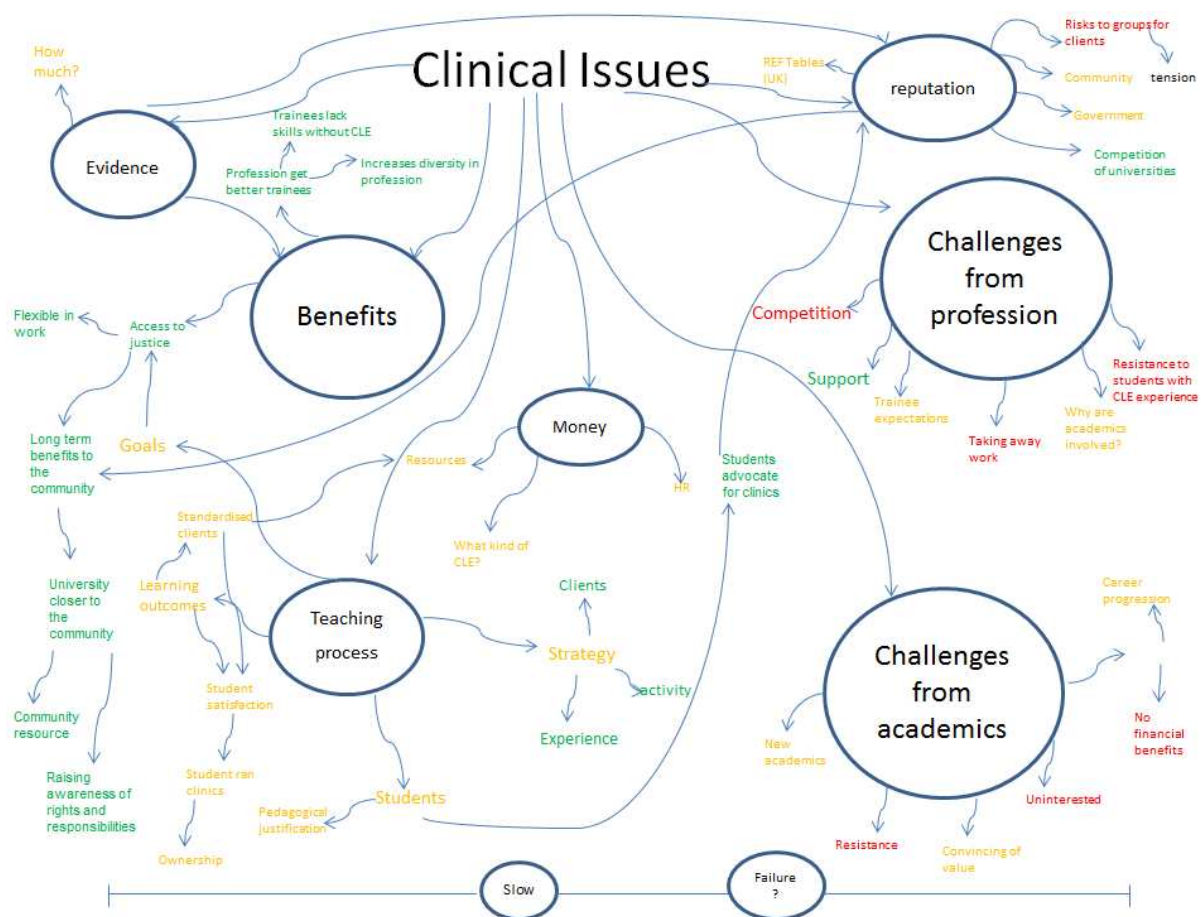 Clinical Issues
How
much?
Evidence
Trainees lack
skills without CLE
Profession get
better trainees
Increases diversity in
profession
REF Tables
(UK)
reputation
Risks to groups for
clients
tension
Community
Government
Competition
of universities
Benefits
Flexible in
work
Access to
justice
Long term
benefits to
the
community
Goals
Challenges
from
profession
Competition
Support
Trainee
expectations
Taking away
work
Why are
academics
involved?
Resistance to
students with
CLE experience
Money
Resources
HR
What kind of
CLE?
Students
advocate
for clinics
Standardised
clients
Learning
outcomes
University
closer to
the
community
Community
resource
Raising
awareness of
rights and
responsibilities
Teaching
process
Student
satisfaction
Student ran
clinics
Ownership
Pedagogical
justification
Students
Clients
Strategy
activity
Experience
Challenges
from
academics
Career
progression
No
financial
benefits
New
academics
Uninterested
Resistance
Convincing of
value
Slow
Failure
?